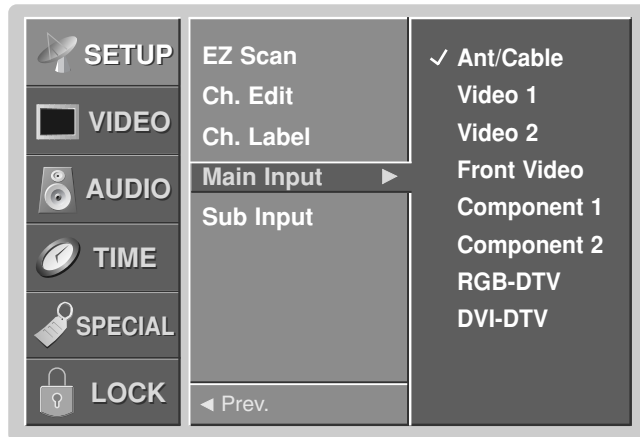 SETUP
VIDEO
AUDIO
TIME
SPECIAL
LOCK
EZ Scan
Ch. Edit
Ch. Label
Main Input ►
Sub Input
◄ Prev.
✓ Ant/Cable
Video 1
Video 2
Front Video
Component 1
Component 2
RGB-DTV
DVI-DTV